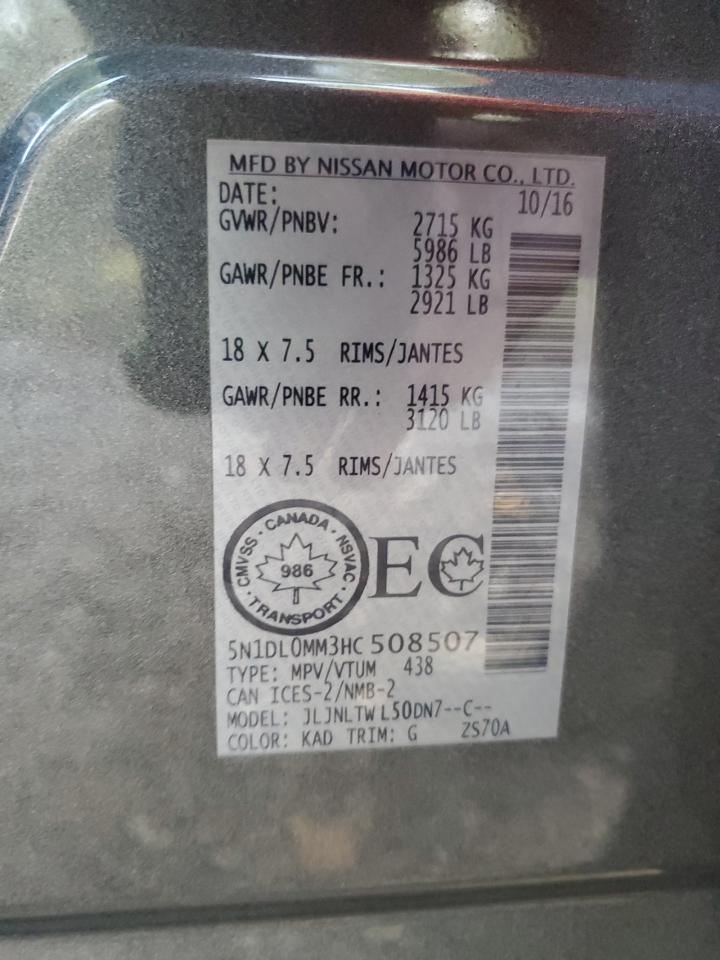 MFD BY NISSAN MOTOR CO., LTD.
DATE: 10/16
GVWR/PNBV: 2715 KG
5986 LB
GAWR/PNBE FR.: 1325 KG
2921 LB
18 X 7.5 RIMS/JANTES
GAWR/PNBE RR.: 1415 KG
3120 LB
18 X 7.5 RIMS/JANTES
CMVSS · CANADA · NSVAC · TRANSPORT ·
986
EC
5N1DL0MM3HC508507
TYPE: MPV/VTUM 438
CAN ICES-2/NMB-2
MODEL: JLJNLTW L50DN7--C--
COLOR: KAD TRIM: G ZS70A